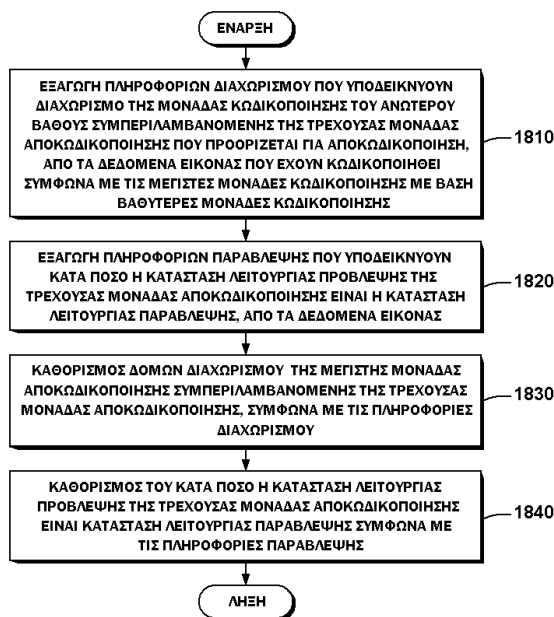 ΕΝΑΡΞΗ
ΕΞΑΓΩΓΗ ΠΛΗΡΟΦΟΡΙΩΝ ΔΙΑΧΩΡΙΣΜΟΥ ΠΟΥ ΥΠΟΔΕΙΚΝΥΟΥΝ
ΔΙΑΧΩΡΙΣΜΟ ΤΗΣ ΜΟΝΑΔΑΣ ΚΩΔΙΚΟΠΟΙΗΣΗΣ ΤΟΥ ΑΝΩΤΕΡΟΥ
ΒΑΘΟΥΣ ΣΥΜΠΕΡΙΛΑΜΒΑΝΟΜΕΝΗΣ ΤΗΣ ΤΡΕΧΟΥΣΑΣ ΜΟΝΑΔΑΣ
ΑΠΟΚΩΔΙΚΟΠΟΙΗΣΗΣ ΠΟΥ ΠΡΟΟΡΙΖΕΤΑΙ ΓΙΑ ΑΠΟΚΩΔΙΚΟΠΟΙΗΣΗ,
ΑΠΟ ΤΑ ΔΕΔΟΜΕΝΑ ΕΙΚΟΝΑΣ ΠΟΥ ΕΧΟΥΝ ΚΩΔΙΚΟΠΟΙΗΘΕΙ
ΣΥΜΦΩΝΑ ΜΕ ΤΙΣ ΜΕΓΙΣΤΕΣ ΜΟΝΑΔΕΣ ΚΩΔΙΚΟΠΟΙΗΣΗΣ ΜΕ ΒΑΣΗ
ΒΑΘΥΤΕΡΕΣ ΜΟΝΑΔΕΣ ΚΩΔΙΚΟΠΟΙΗΣΗΣ
1810
ΕΞΑΓΩΓΗ ΠΛΗΡΟΦΟΡΙΩΝ ΠΑΡΑΒΛΕΨΗΣ ΠΟΥ ΥΠΟΔΕΙΚΝΥΟΥΝ
ΚΑΤΑ ΠΟΣΟ Η ΚΑΤΑΣΤΑΣΗ ΛΕΙΤΟΥΡΓΙΑΣ ΠΡΟΒΛΕΨΗΣ ΤΗΣ
ΤΡΕΧΟΥΣΑΣ ΜΟΝΑΔΑΣ ΑΠΟΚΩΔΙΚΟΠΟΙΗΣΗΣ ΕΙΝΑΙ Η ΚΑΤΑΣΤΑΣΗ
ΛΕΙΤΟΥΡΓΙΑΣ ΠΑΡΑΒΛΕΨΗΣ, ΑΠΟ ΤΑ ΔΕΔΟΜΕΝΑ ΕΙΚΟΝΑΣ
1820
ΚΑΘΟΡΙΣΜΟΣ ΔΟΜΩΝ ΔΙΑΧΩΡΙΣΜΟΥ ΤΗΣ ΜΕΓΙΣΤΗΣ ΜΟΝΑΔΑΣ
ΑΠΟΚΩΔΙΚΟΠΟΙΗΣΗΣ ΣΥΜΠΕΡΙΛΑΜΒΑΝΟΜΕΝΗΣ ΤΗΣ ΤΡΕΧΟΥΣΑΣ
ΜΟΝΑΔΑΣ ΑΠΟΚΩΔΙΚΟΠΟΙΗΣΗΣ, ΣΥΜΦΩΝΑ ΜΕ ΤΙΣ ΠΛΗΡΟΦΟΡΙΕΣ
ΔΙΑΧΩΡΙΣΜΟΥ
1830
ΚΑΘΟΡΙΣΜΟΣ ΤΟΥ ΚΑΤΑ ΠΟΣΟ Η ΚΑΤΑΣΤΑΣΗ ΛΕΙΤΟΥΡΓΙΑΣ
ΠΡΟΒΛΕΨΗΣ ΤΗΣ ΤΡΕΧΟΥΣΑΣ ΜΟΝΑΔΑΣ ΑΠΟΚΩΔΙΚΟΠΟΙΗΣΗΣ
ΕΙΝΑΙ ΚΑΤΑΣΤΑΣΗ ΛΕΙΤΟΥΡΓΙΑΣ ΠΑΡΑΒΛΕΨΗΣ ΣΥΜΦΩΝΑ ΜΕ
ΤΙΣ ΠΛΗΡΟΦΟΡΙΕΣ ΠΑΡΑΒΛΕΨΗΣ
1840
ΛΗΞΗ